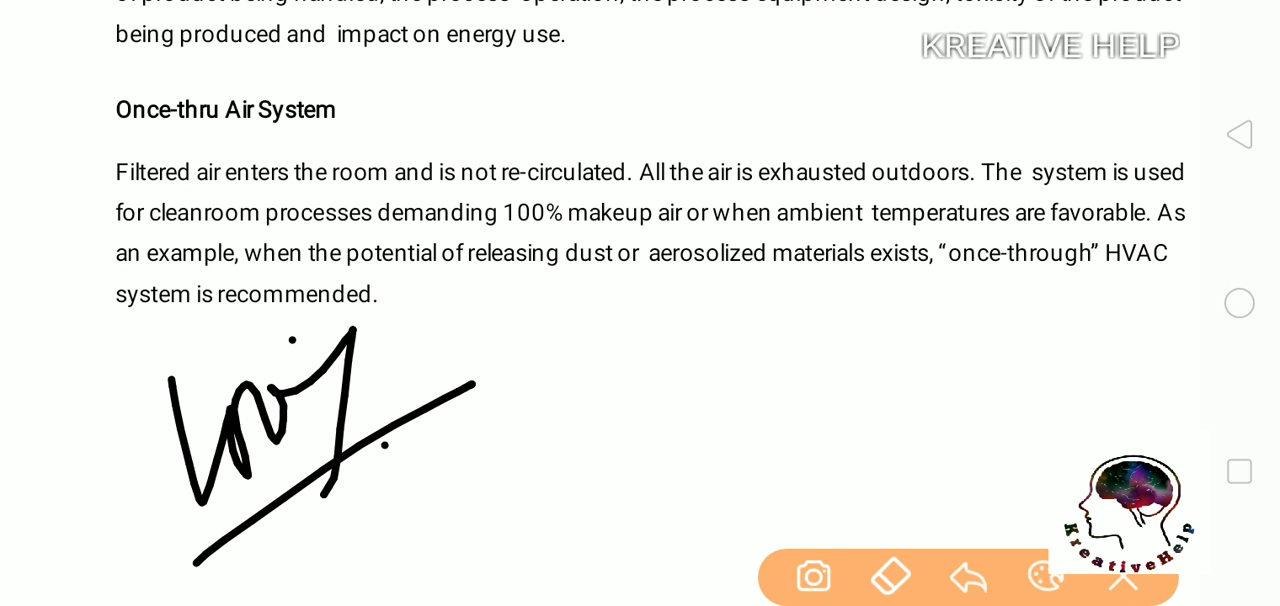 being produced and impact on energy use.
KREATIVE HELP
Once-thru Air System
Filtered air enters the room and is not re-circulated. All the air is exhausted outdoors. The system is used
for cleanroom processes demanding 100% makeup air or when ambient temperatures are favorable. As
an example, when the potential of releasing dust or aerosolized materials exists, “once-through” HVAC
system is recommended.
KreativeHelp